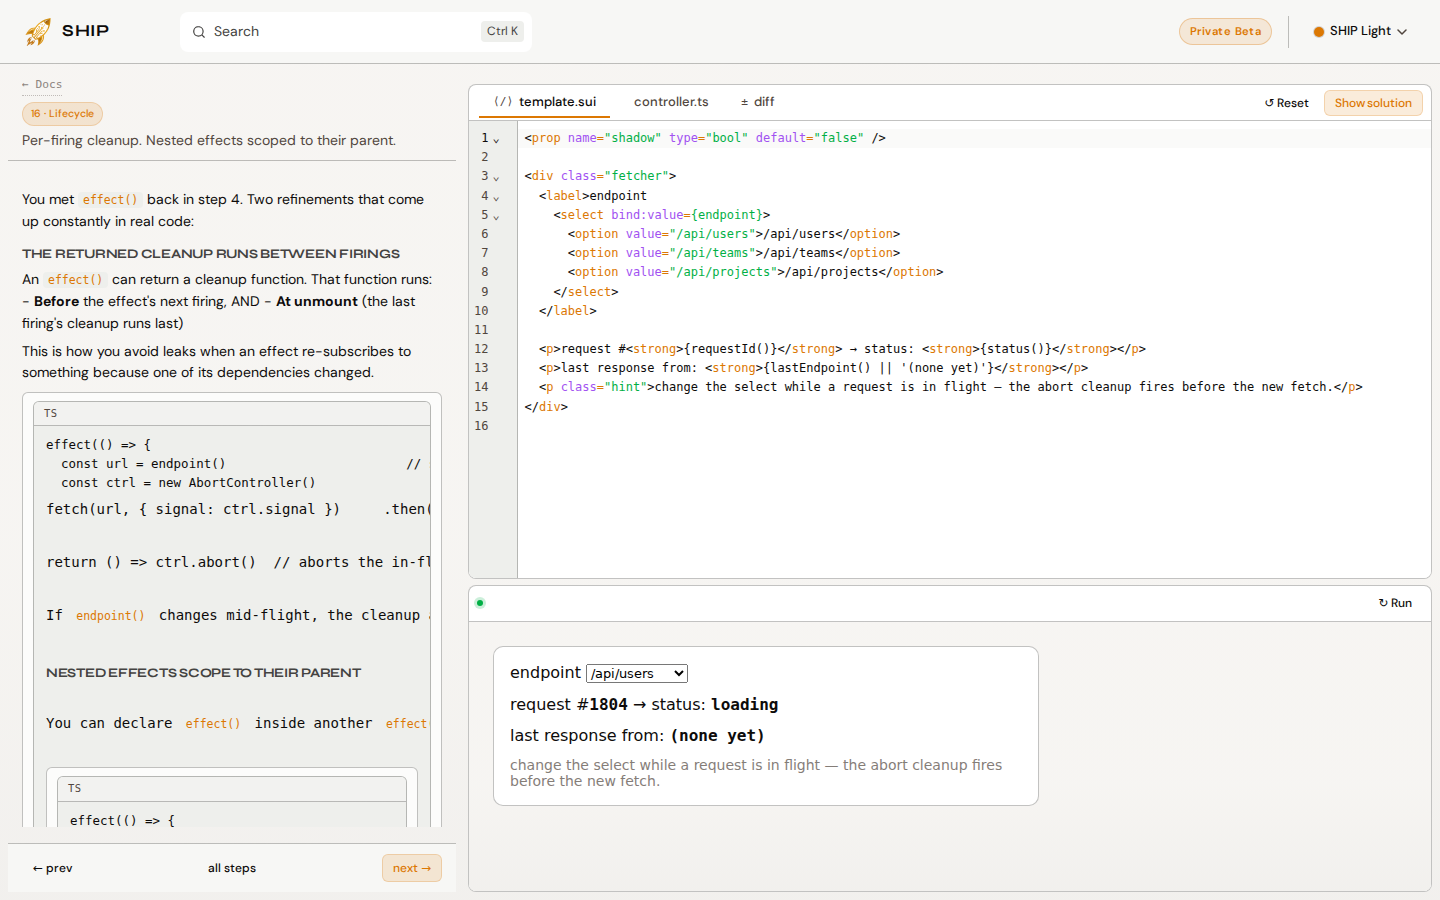 SHIP
Search
Ctrl K
Private Beta
SHIP Light
← Docs
16 · Lifecycle
Per-firing cleanup. Nested effects scoped to their parent.
You met effect() back in step 4. Two refinements that come
up constantly in real code:
THE RETURNED CLEANUP RUNS BETWEEN FIRINGS
An effect() can return a cleanup function. That function runs:
- Before the effect's next firing, AND - At unmount (the last
firing's cleanup runs last)
This is how you avoid leaks when an effect re-subscribes to
something because one of its dependencies changed.
TS
effect(() => {
const url = endpoint() //
const ctrl = new AbortController()
fetch(url, { signal: ctrl.signal }) .then(
return () => ctrl.abort() // aborts the in-fl
If endpoint() changes mid-flight, the cleanup
NESTED EFFECTS SCOPE TO THEIR PARENT
You can declare effect() inside another effect(
TS
effect(() => {
← prev
all steps
next →
(/) template.sui
controller.ts
± diff
↺ Reset
Show solution
1 <prop name="shadow" type="bool" default="false" />
2
3 <div class="fetcher">
4 <label>endpoint
5 <select bind:value={endpoint}>
6 <option value="/api/users">/api/users</option>
7 <option value="/api/teams">/api/teams</option>
8 <option value="/api/projects">/api/projects</option>
9 </select>
10 </label>
11
12 <p>request #<strong>{requestId()}</strong> → status: <strong>{status()}</strong></p>
13 <p>last response from: <strong>{lastEndpoint() || '(none yet)'}</strong></p>
14 <p class="hint">change the select while a request is in flight — the abort cleanup fires before the new fetch.</p>
15 </div>
16
↻ Run
endpoint /api/users
request #1804 → status: loading
last response from: (none yet)
change the select while a request is in flight — the abort cleanup fires
before the new fetch.